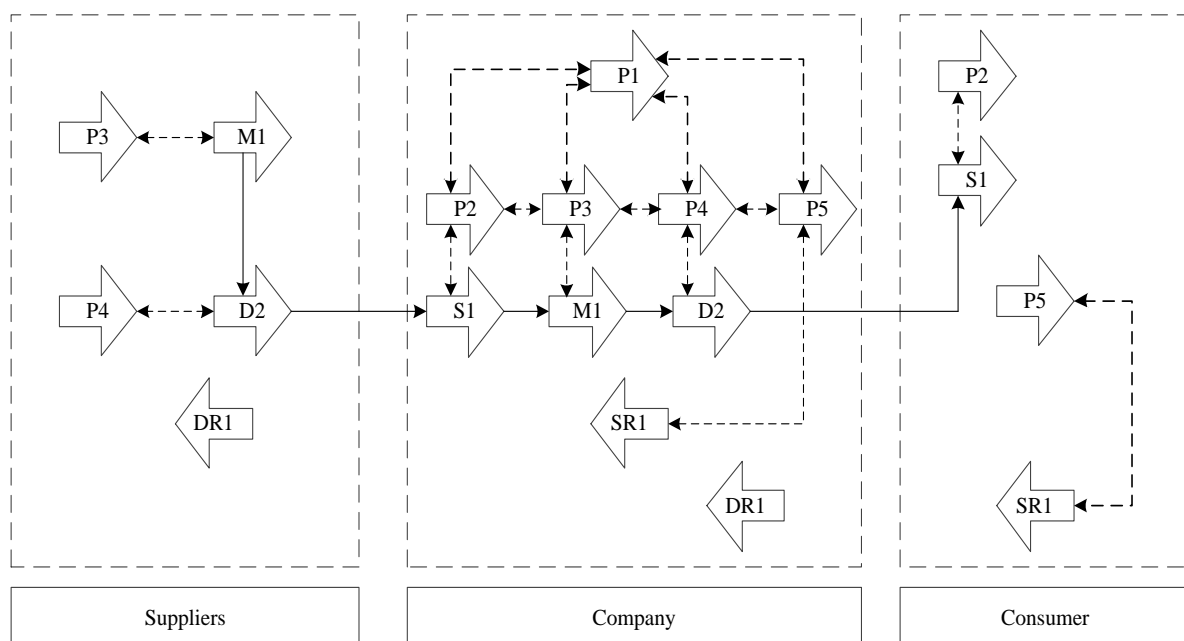 P3
M1
P4
D2
DR1
P1
P2
P3
P4
P5
S1
M1
D2
SR1
DR1
P2
S1
P5
SR1
Suppliers
Company
Consumer